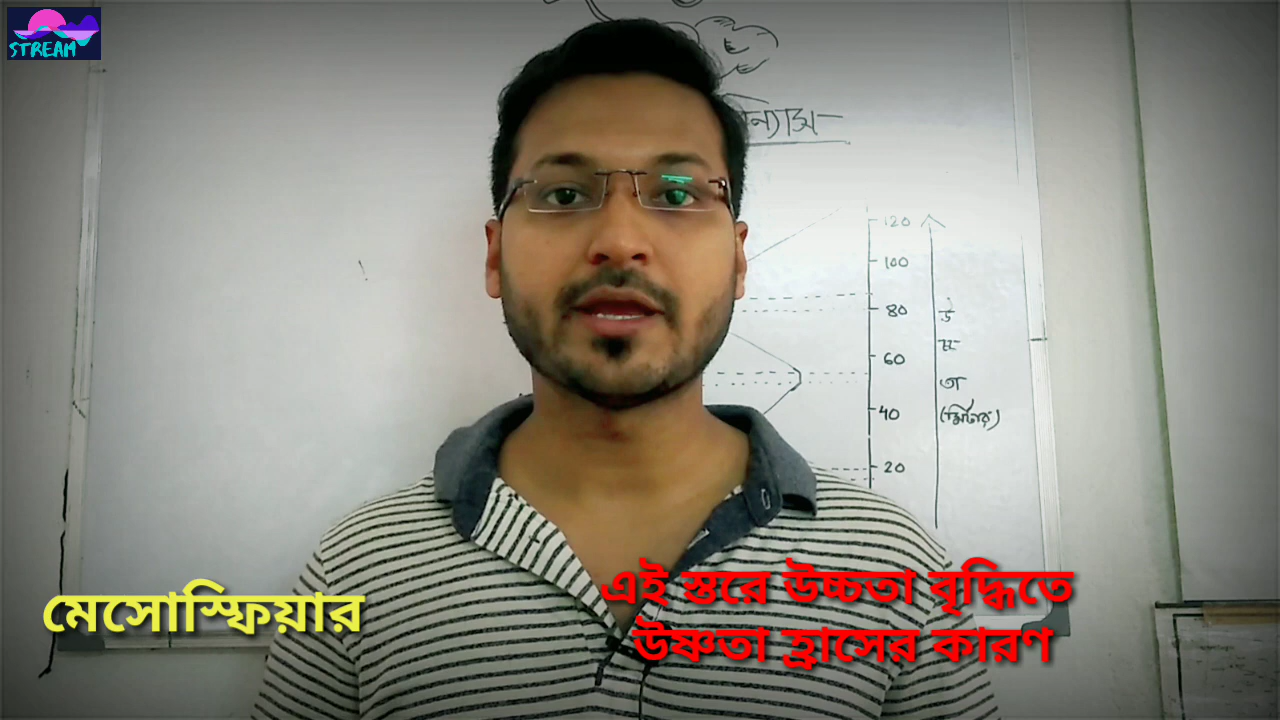 STREAM
ন্যাস-
120
100
80
60
40
20
উ
চ্চ
তা
মেসোস্ফিয়ার
এই স্তরে উচ্চতা বৃদ্ধিতে
উষ্ণতা হ্রাসের কারণ